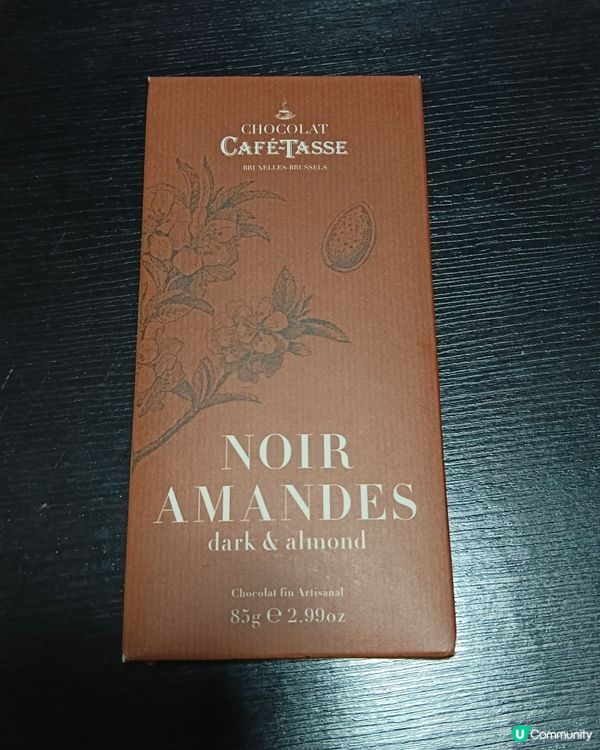 CHOCOLAT
CAFÉ-TASSE
BRUXELLES-BRUSSELS
NOIR
AMANDES
dark & almond
Chocolat fin Artisanal
85g ℮ 2.99oz
U Community